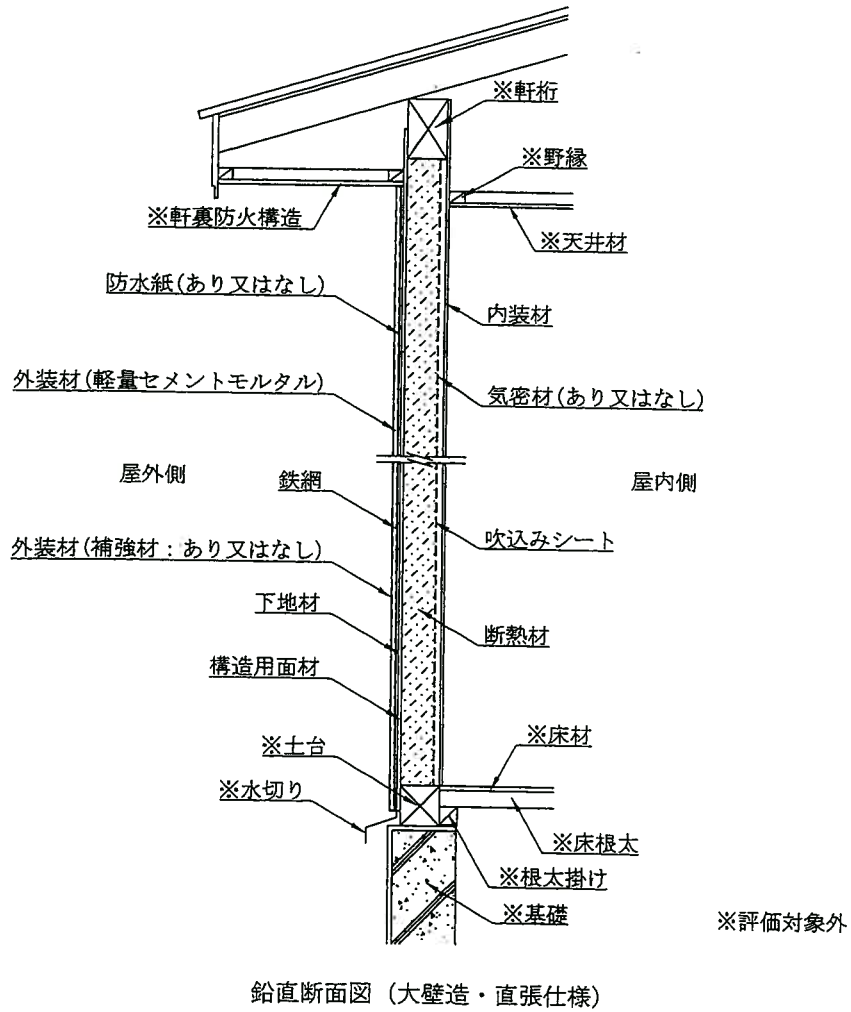 ※軒桁
※野縁
※軒裏防火構造
※天井材
防水紙(あり又はなし)
内装材
外装材(軽量セメントモルタル)
気密材(あり又はなし)
屋外側
鉄網
屋内側
外装材(補強材：あり又はなし)
吹込みシート
下地材
断熱材
構造用面材
※土台
※床材
※水切り
※床根太
※根太掛け
※基礎
※評価対象外
鉛直断面図（大壁造・直張仕様）